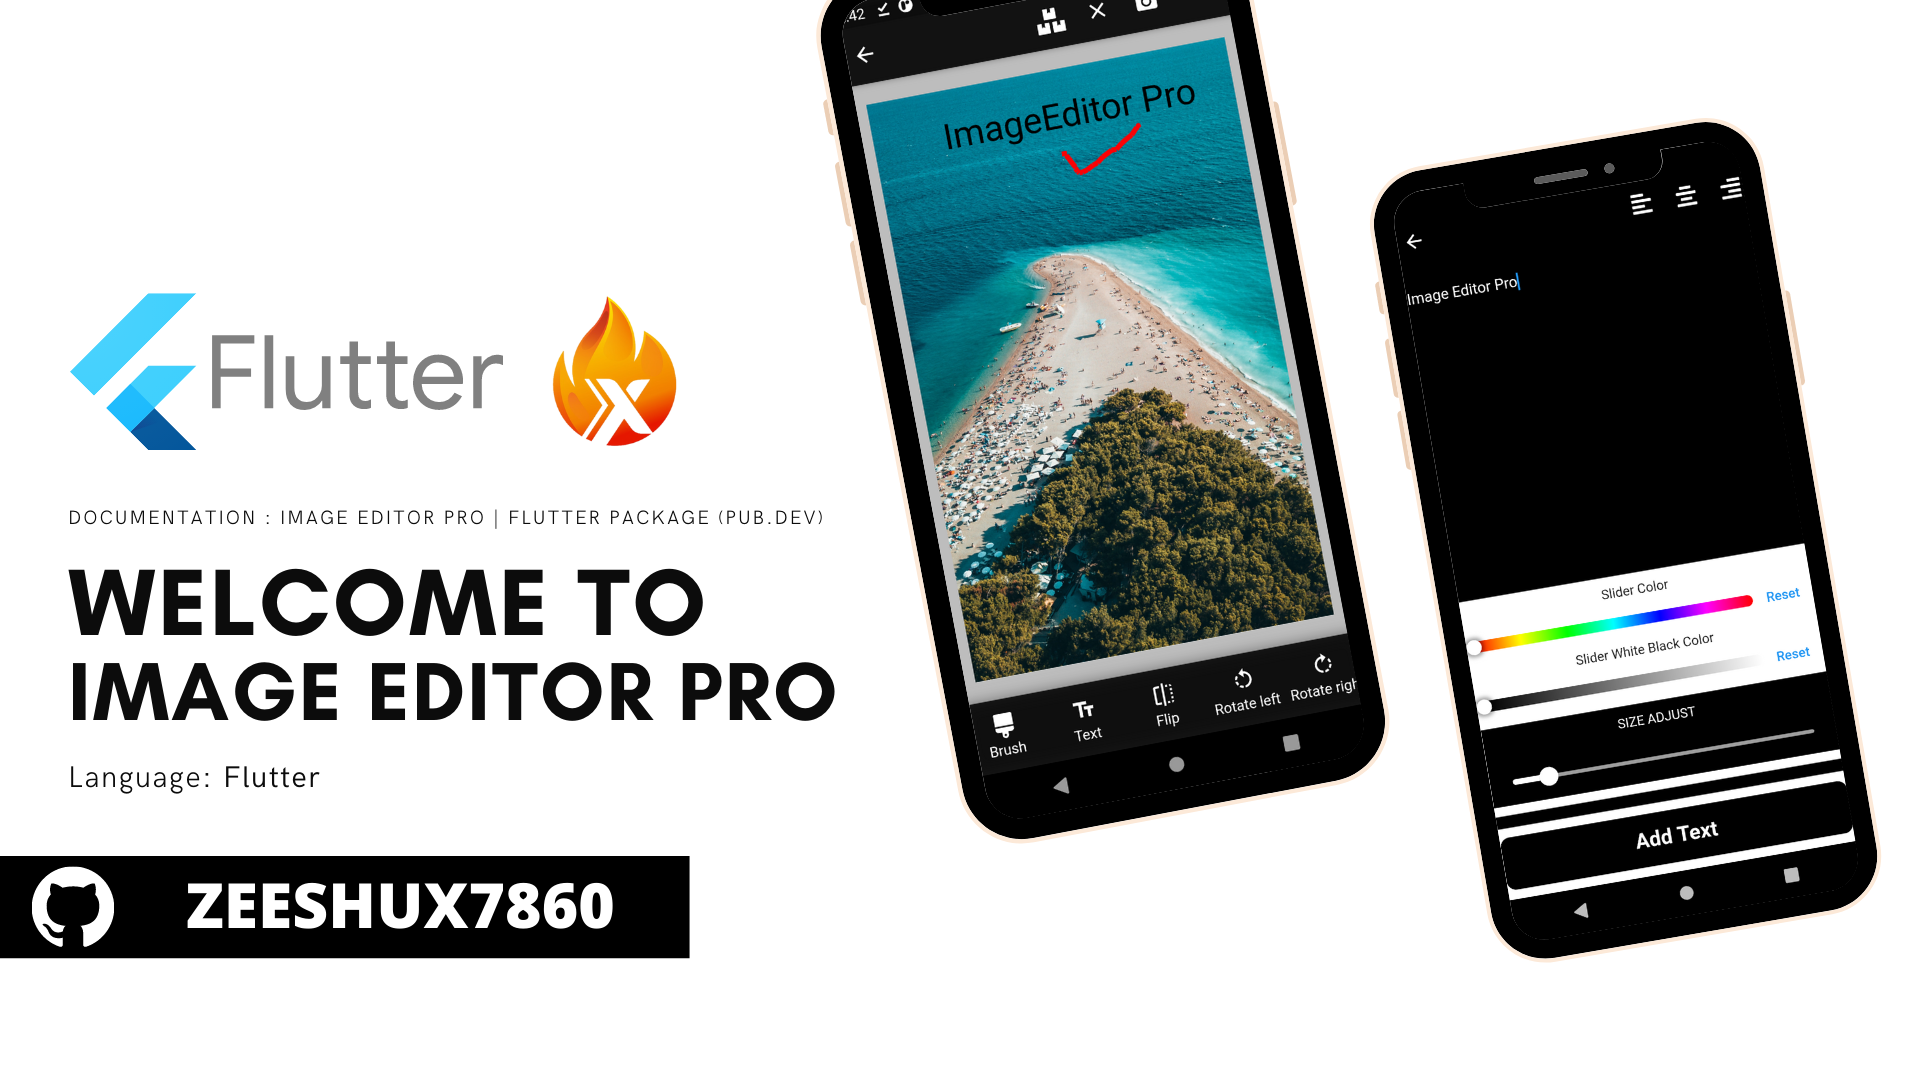 Flutter
DOCUMENTATION : IMAGE EDITOR PRO | FLUTTER PACKAGE (PUB.DEV)
WELCOME TO
IMAGE EDITOR PRO
Language: Flutter
ZEESHUX7860
:42
ImageEditor Pro
Brush
Text
Flip
Rotate left
Rotate righ
Image Editor Pro
Slider Color
Reset
Slider White Black Color
Reset
SIZE ADJUST
Add Text